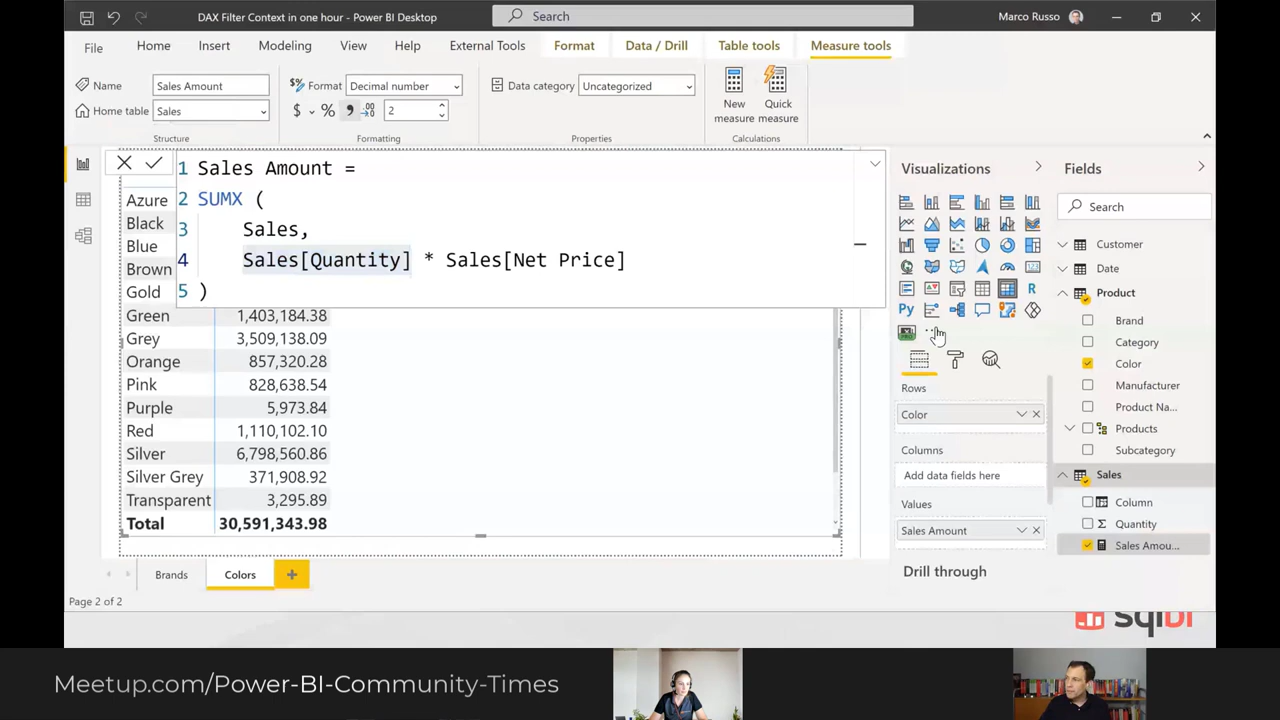 DAX Filter Context in one hour - Power BI Desktop
Search
Marco Russo
File
Home
Insert
Modeling
View
Help
External Tools
Format
Data / Drill
Table tools
Measure tools
Name
Sales Amount
Home table
Sales
Structure
Format
Decimal number
$ % 9 .00
2
Formatting
Data category
Uncategorized
Properties
New measure
Quick measure
Calculations
1 Sales Amount =
2 SUMX (
3 Sales,
4 Sales[Quantity] * Sales[Net Price]
5 )
Azure
Black
Blue
Brown
Gold
Green 1,403,184.38
Grey 3,509,138.09
Orange 857,320.28
Pink 828,638.54
Purple 5,973.84
Red 1,110,102.10
Silver 6,798,560.86
Silver Grey 371,908.92
Transparent 3,295.89
Total 30,591,343.98
Brands
Colors
Page 2 of 2
Visualizations
123
R
Py
PRO
Rows
Color
Columns
Add data fields here
Values
Sales Amount
Drill through
Fields
Search
Customer
Date
Product
Brand
Category
Color
Manufacturer
Product Na...
Products
Subcategory
Sales
Column
Quantity
Sales Amou...
sqlbi
Meetup.com/Power-BI-Community-Times